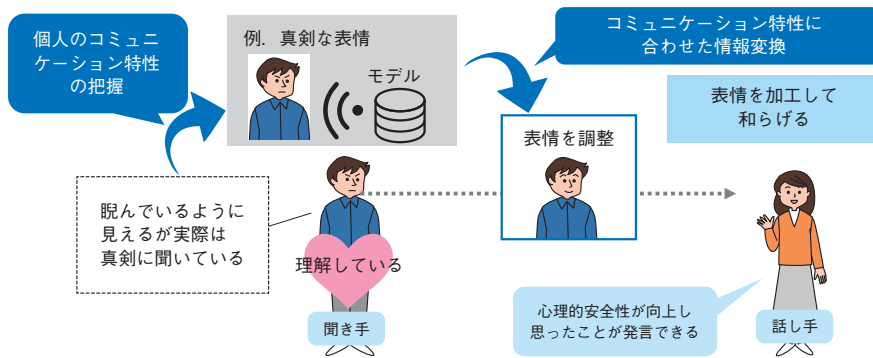 個人のコミュニ
ケーション特性
の把握
例. 真剣な表情
モデル
コミュニケーション特性に
合わせた情報変換
表情を加工して
和らげる
表情を調整
睨んでいるように
見えるが実際は
真剣に聞いている
理解している
聞き手
心理的安全性が向上し
思ったことが発言できる
話し手